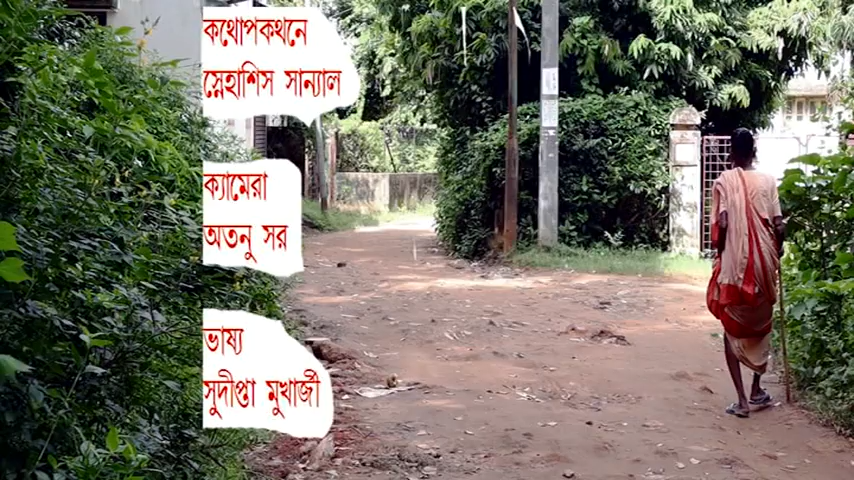 কথোপকথনে
স্নেহাশিস সান্যাল
ক্যামেরা
অতনু সর
ভাষ্য
সুদীপ্তা মুখার্জী